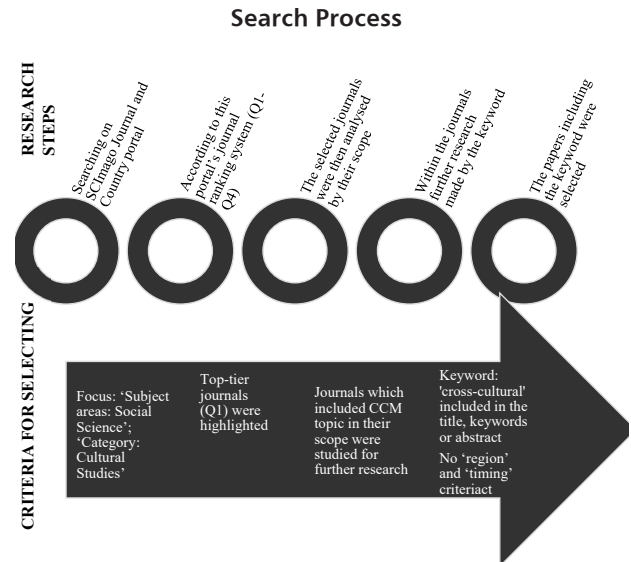 Search Process
RESEARCH
STEPS
Searching on
SCImago Journal and
Country portal
According to this
portal's journal
ranking system (Q1-
Q4)
The selected journals
were then analysed
by their scope
Within the journals
further research
made by the keyword
The papers including
the keyword were
selected
CRITERIA FOR SELECTING
Focus: ‘Subject
areas: Social
Science’;
‘Category:
Cultural
Studies’
Top-tier
journals
(Q1) were
highlighted
Journals which
included CCM
topic in their
scope were
studied for
further research
Keyword:
'cross-cultural'
included in the
title, keywords
or abstract
No ‘region’
and ‘timing’
criteriact